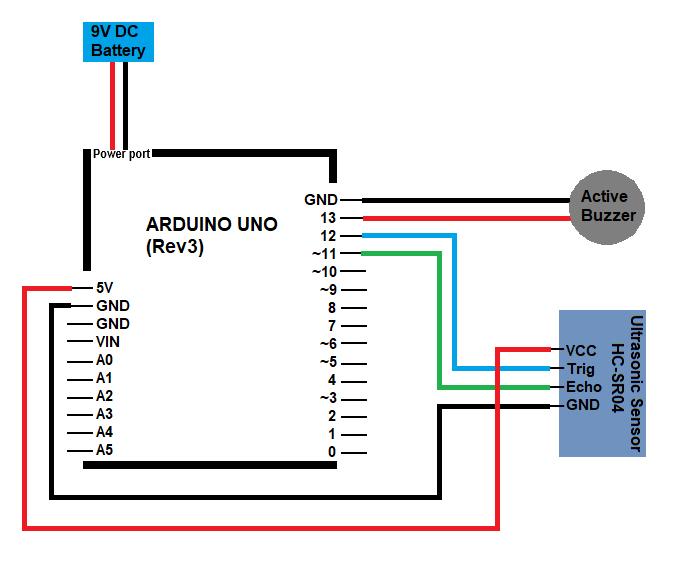 9V DC
Battery
Power port
ARDUINO UNO
(Rev3)
GND
13
12
~11
~10
~9
8
7
~6
~5
4
~3
2
1
0
5V
GND
GND
VIN
A0
A1
A2
A3
A4
A5
Active
Buzzer
VCC
Trig
Echo
GND
Ultrasonic Sensor
HC-SR04